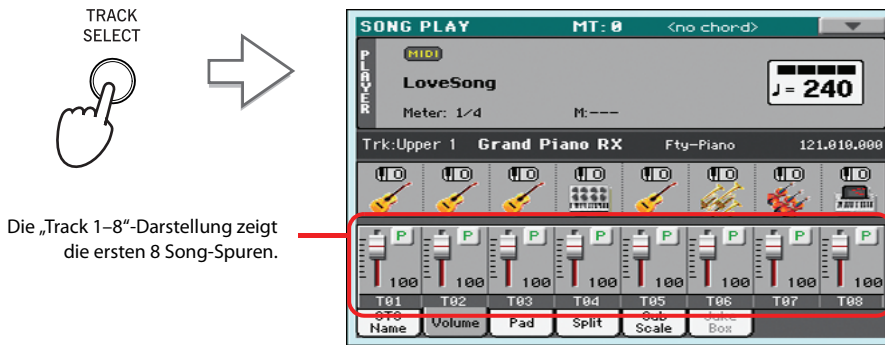 TRACK
SELECT
Die „Track 1–8“-Darstellung zeigt
die ersten 8 Song-Spuren.
SONG PLAY MT: 0 <no chord>
PLAYER
MIDI
LoveSong
♩= 240
Meter: 1/4 M:---
Trk:Upper 1 Grand Piano RX Fty-Piano 121.010.000
P P P P P P P P
100 100 100 100 100 100 100 100
T01 T02 T03 T04 T05 T06 T07 T08
STS Name Volume Pad Split Sub Scale Juke Box